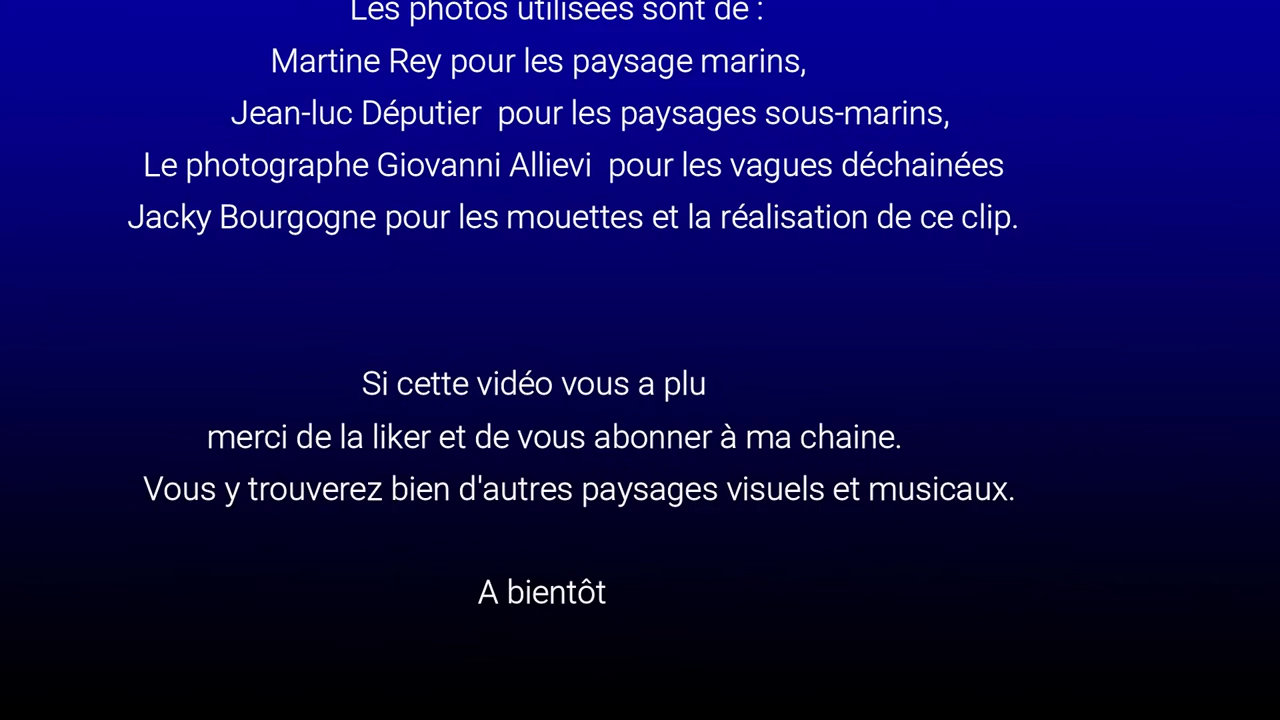 Les photos utilisées sont de :
Martine Rey pour les paysage marins,
Jean-luc Députier  pour les paysages sous-marins,
Le photographe Giovanni Allievi  pour les vagues déchainées
Jacky Bourgogne pour les mouettes et la réalisation de ce clip.
Si cette vidéo vous a plu
merci de la liker et de vous abonner à ma chaine.
Vous y trouverez bien d'autres paysages visuels et musicaux.
A bientôt